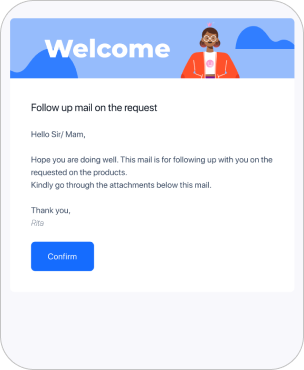 Welcome
Follow up mail on the request
Hello Sir/ Mam,
Hope you are doing well. This mail is for following up with you on the
requested on the products.
Kindly go through the attachments below this mail.
Thank you,
Rita
Confirm